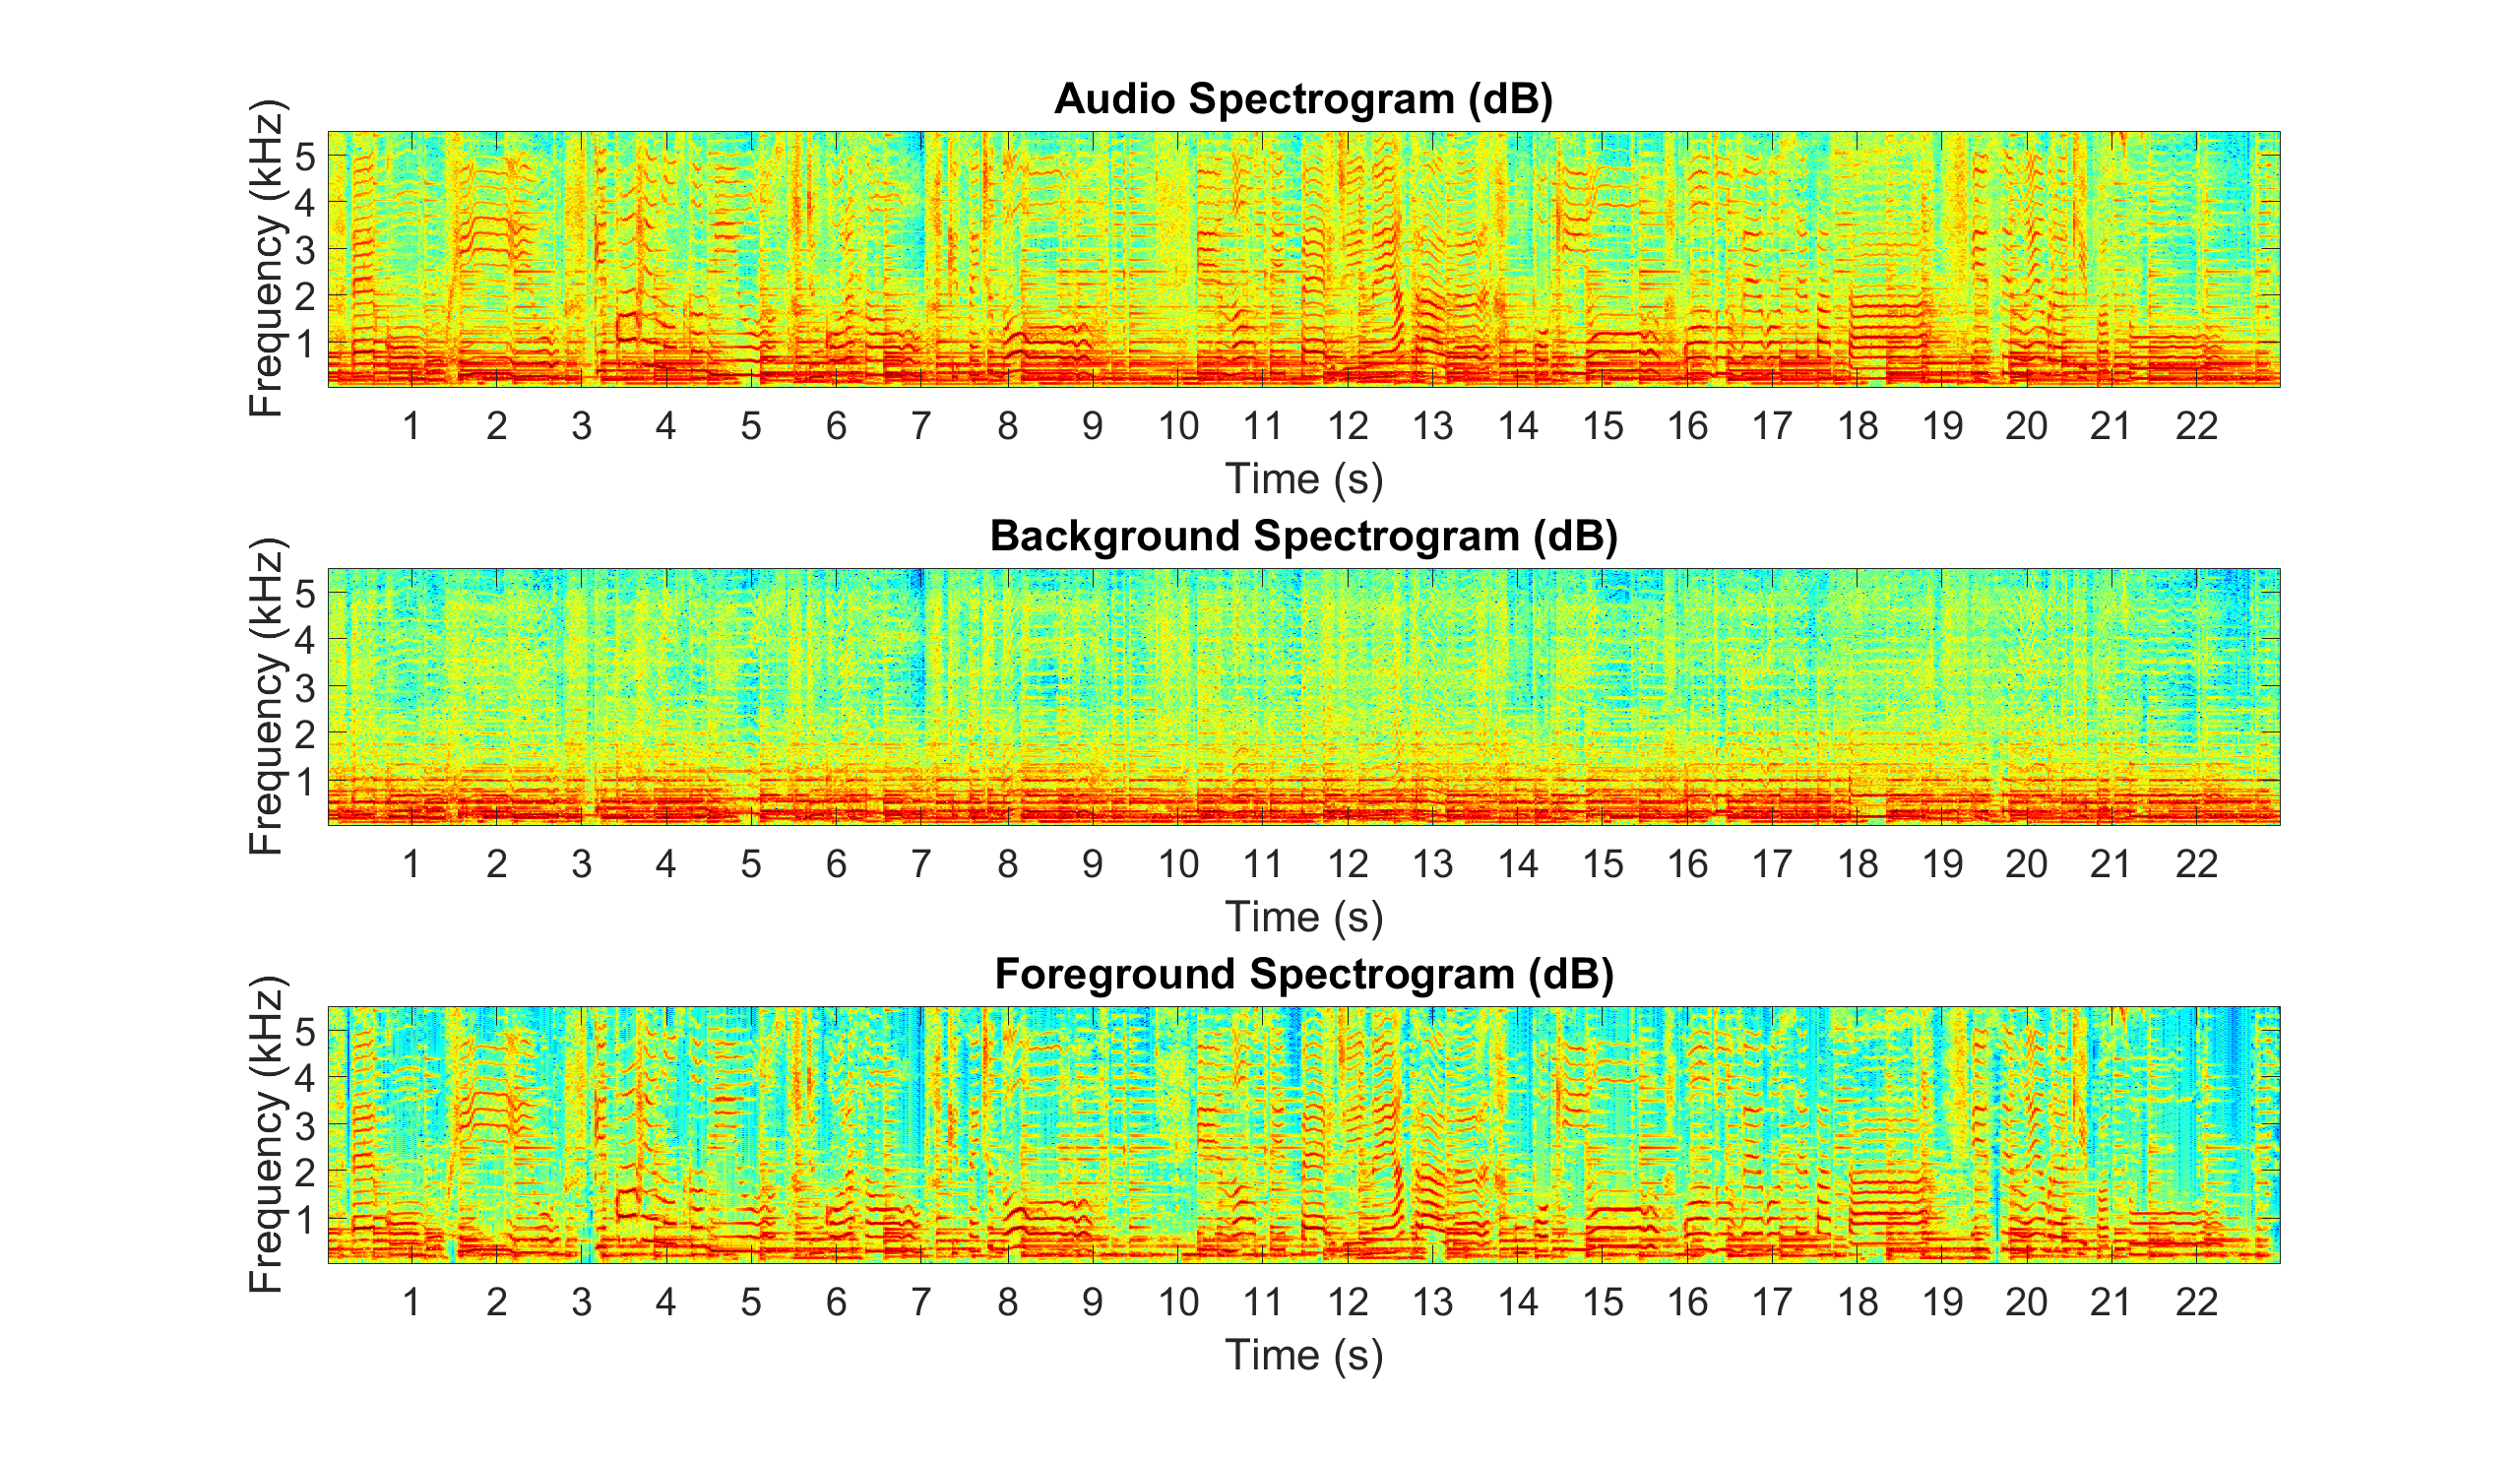 Audio Spectrogram (dB)
Frequency (kHz)
5
4
3
2
1
1 2 3 4 5 6 7 8 9 10 11 12 13 14 15 16 17 18 19 20 21 22
Time (s)
Background Spectrogram (dB)
Frequency (kHz)
5
4
3
2
1
1 2 3 4 5 6 7 8 9 10 11 12 13 14 15 16 17 18 19 20 21 22
Time (s)
Foreground Spectrogram (dB)
Frequency (kHz)
5
4
3
2
1
1 2 3 4 5 6 7 8 9 10 11 12 13 14 15 16 17 18 19 20 21 22
Time (s)